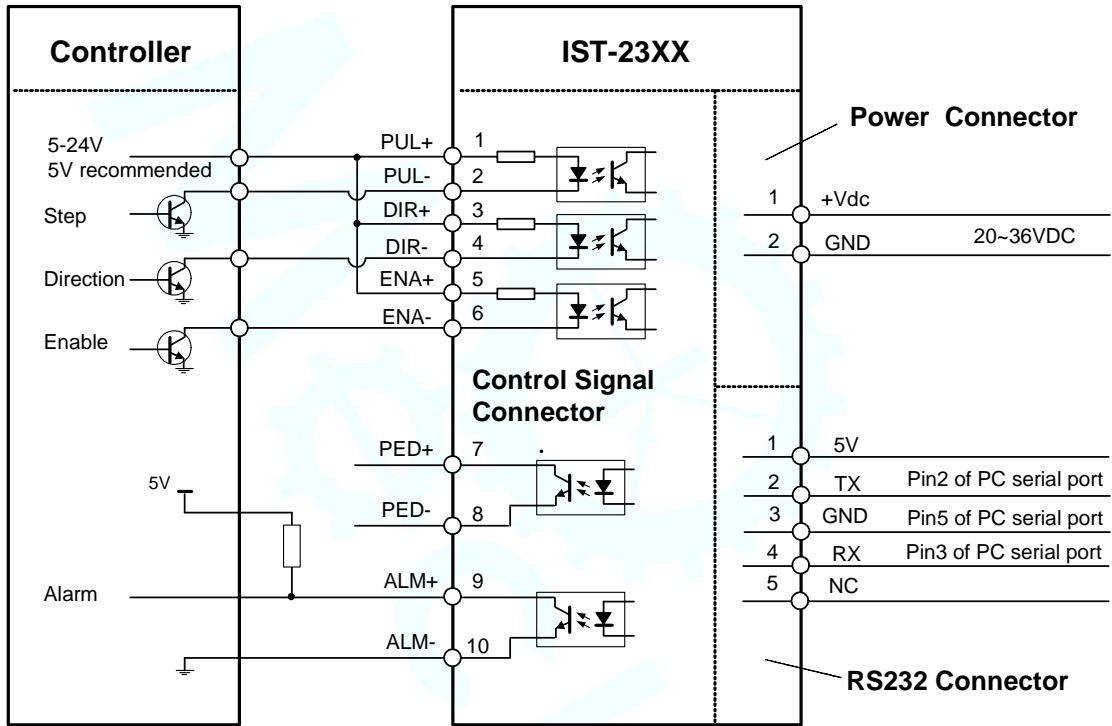 Controller
IST-23XX
Power Connector
5-24V
5V recommended
Step
Direction
Enable
PUL+ 1
PUL- 2
DIR+ 3
DIR- 4
ENA+ 5
ENA- 6
1 +Vdc
2 GND 20~36VDC
Control Signal
Connector
PED+ 7
PED- 8
5V
Alarm
ALM+ 9
ALM- 10
1 5V
2 TX Pin2 of PC serial port
3 GND Pin5 of PC serial port
4 RX Pin3 of PC serial port
5 NC
RS232 Connector